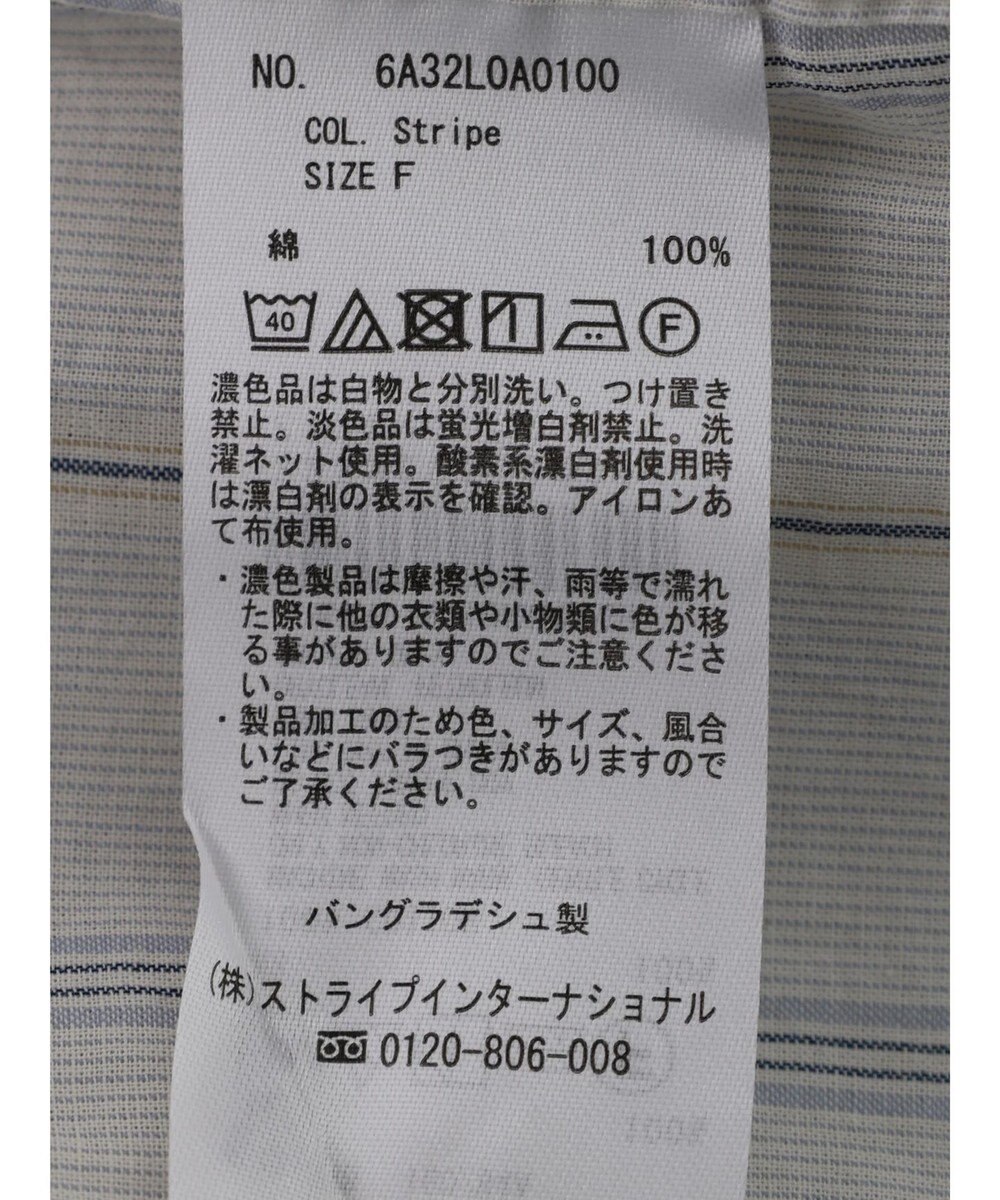 NO. 6A32L0A0100
COL. Stripe
SIZE F
綿 100%
40 F
濃色品は白物と分別洗い。つけ置き
禁止。淡色品は蛍光増白剤禁止。洗
濯ネット使用。酸素系漂白剤使用時
は漂白剤の表示を確認。アイロンあ
て布使用。
・濃色製品は摩擦や汗、雨等で濡れ
た際に他の衣類や小物類に色が移
る事がありますのでご注意くださ
い。
・製品加工のため色、サイズ、風合
いなどにバラつきがありますので
ご了承ください。
バングラデシュ製
(株)ストライプインターナショナル
0120-806-008